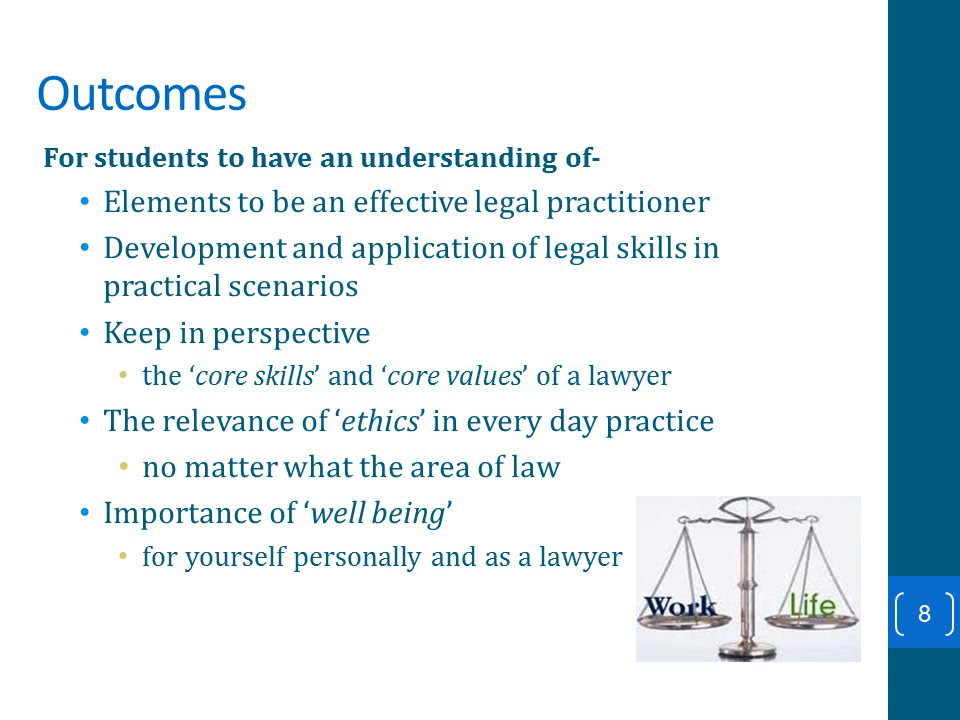 Outcomes
For students to have an understanding of-
• Elements to be an effective legal practitioner
• Development and application of legal skills in
practical scenarios
• Keep in perspective
• the ‘core skills’ and ‘core values’ of a lawyer
• The relevance of ‘ethics’ in every day practice
• no matter what the area of law
• Importance of ‘well being’
• for yourself personally and as a lawyer
Work Life
8